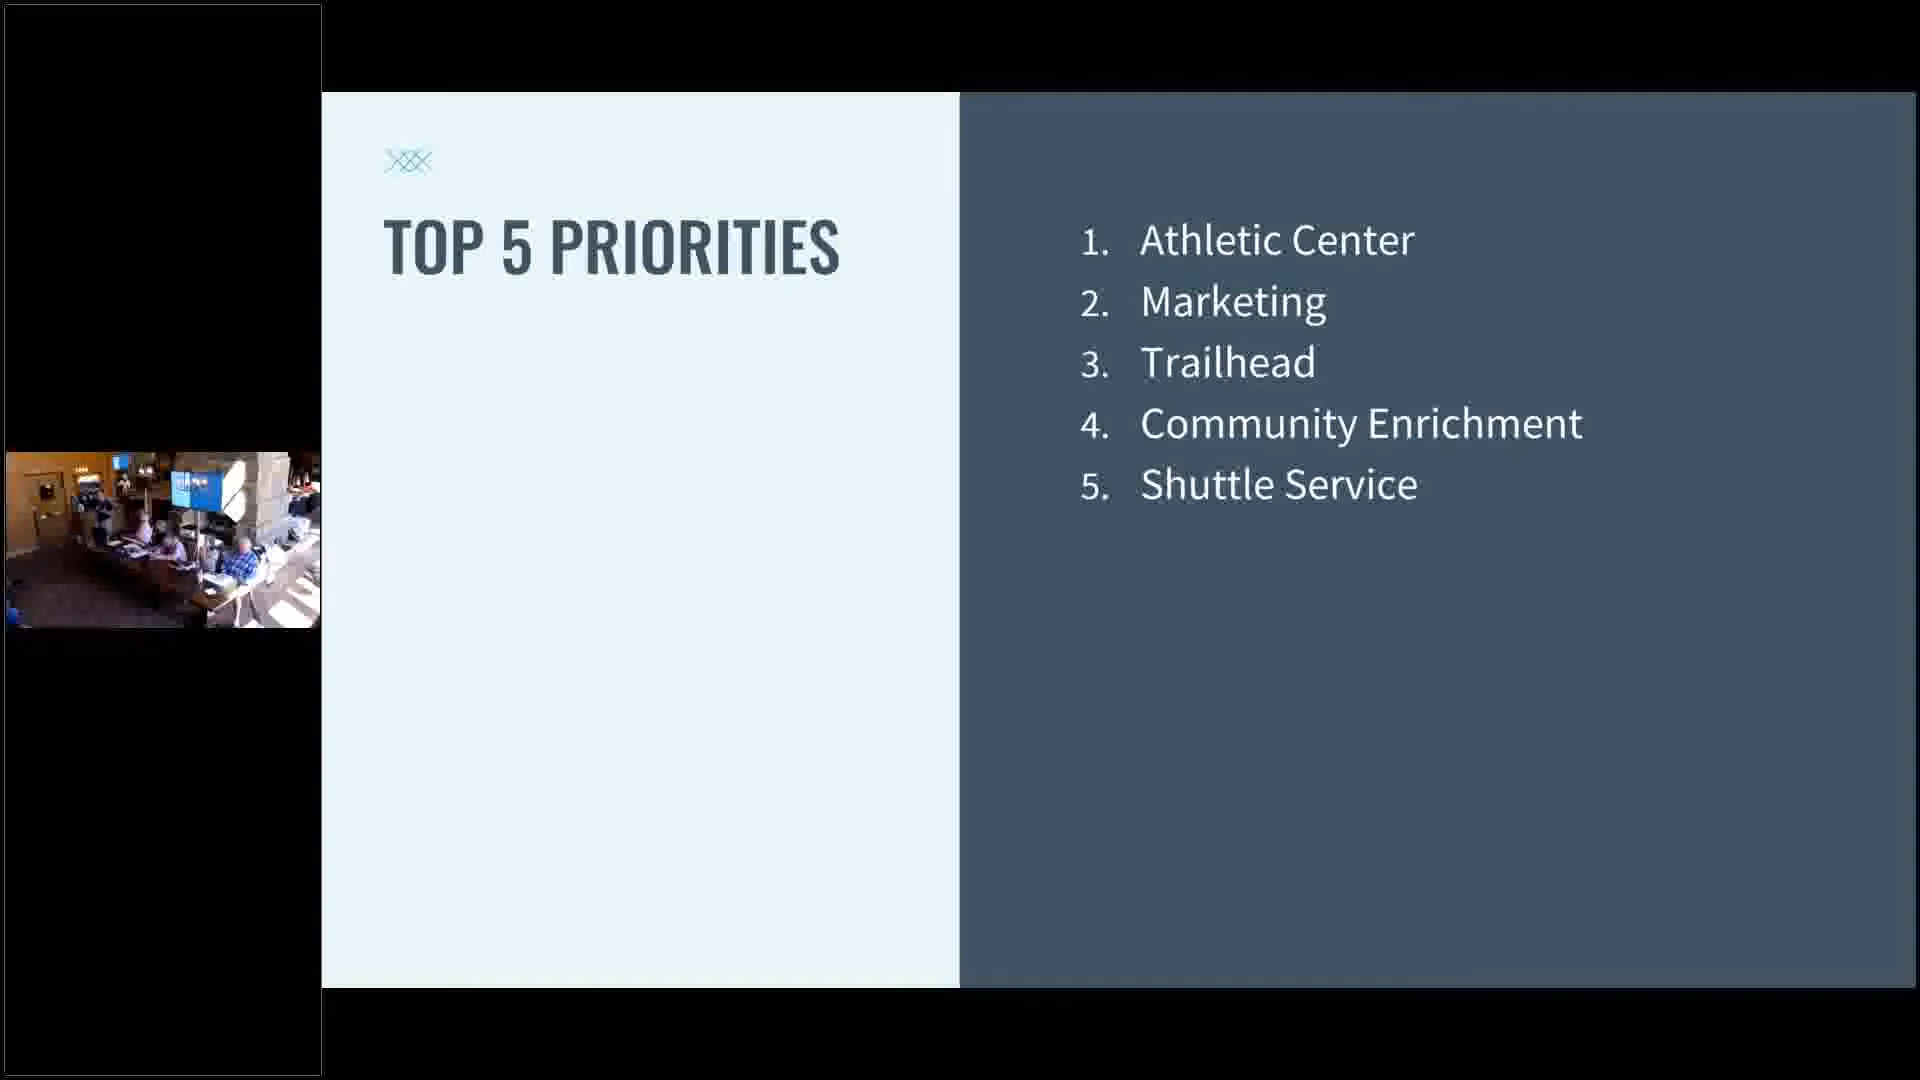 TOP 5 PRIORITIES
1. Athletic Center
2. Marketing
3. Trailhead
4. Community Enrichment
5. Shuttle Service